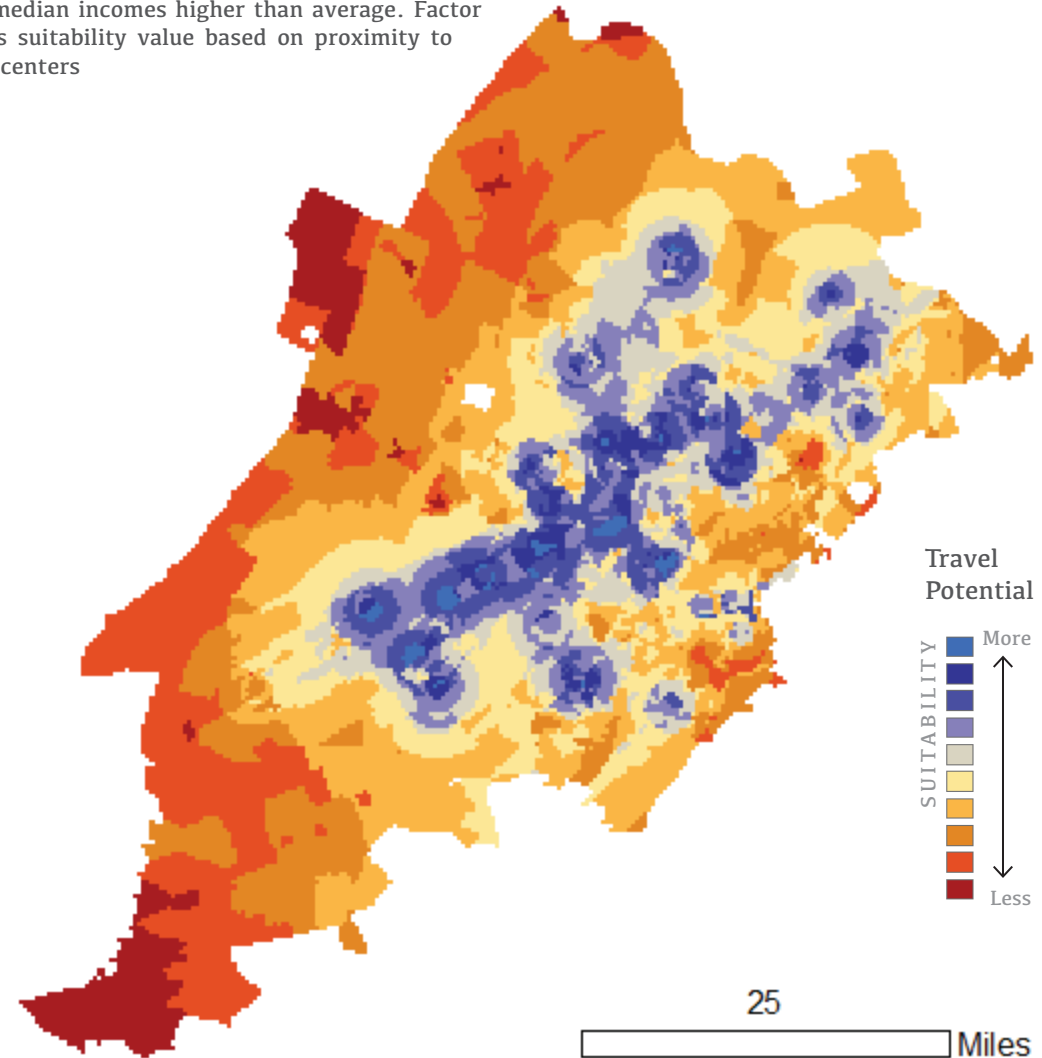 median incomes higher than average. Factor
s suitability value based on proximity to
centers
Travel
Potential
SUITABILITY
More
Less
25
Miles